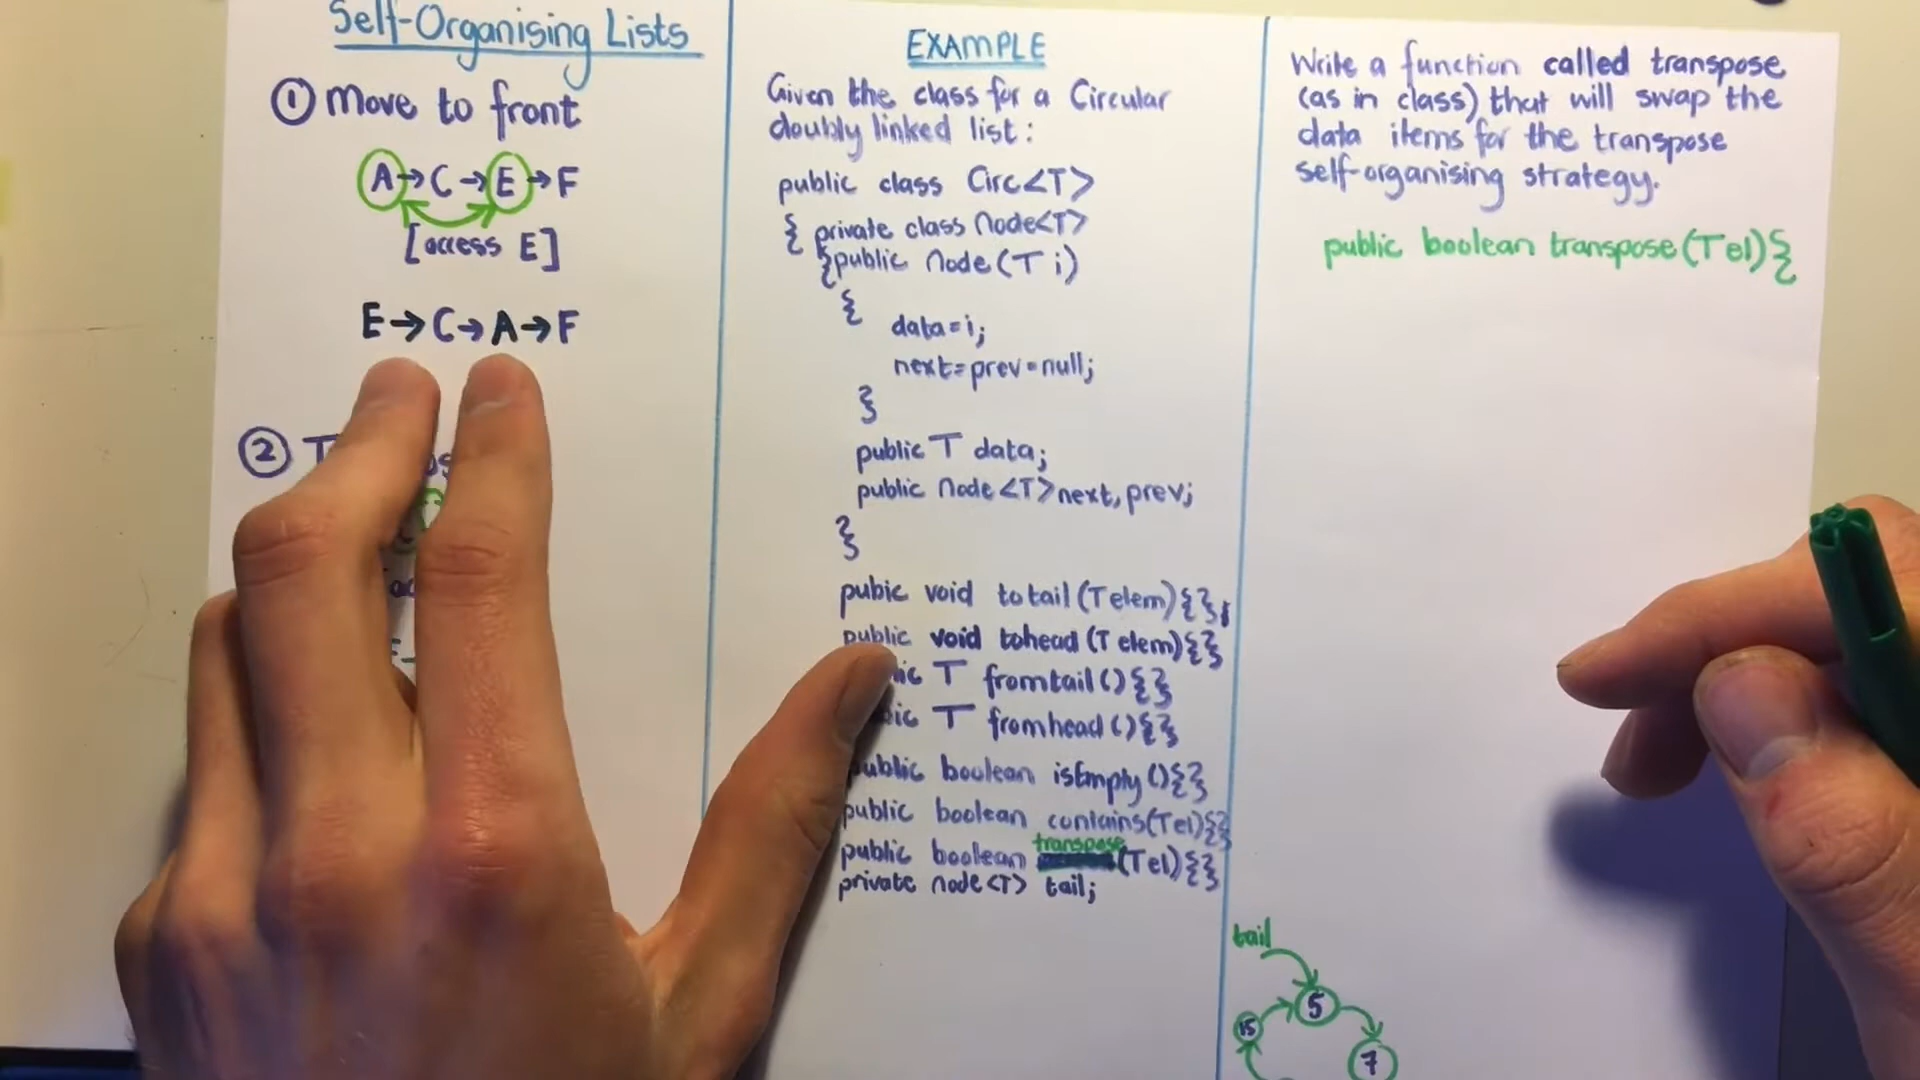 Self-Organising Lists
① Move to front
A→C→E→F
[access E]
E→C→A→F
②
EXAMPLE
Given the class for a Circular
doubly linked list:
public class Circ<T>
{ private class Node<T>
{public Node(T i)
{
data=i;
next=prev=null;
}
public T data;
public Node<T>next,prev;
}
pubic void totail(T elem){};
public void tohead(T elem){}
T fromtail(){}
T fromhead(){}
public boolean isEmpty(){}
public boolean contains(T el){}
public boolean transpose(T el){}
private node<T> tail;
Write a function called transpose
(as in class) that will swap the
data items for the transpose
self-organising strategy.
public boolean transpose(T el){
tail
5
15
7